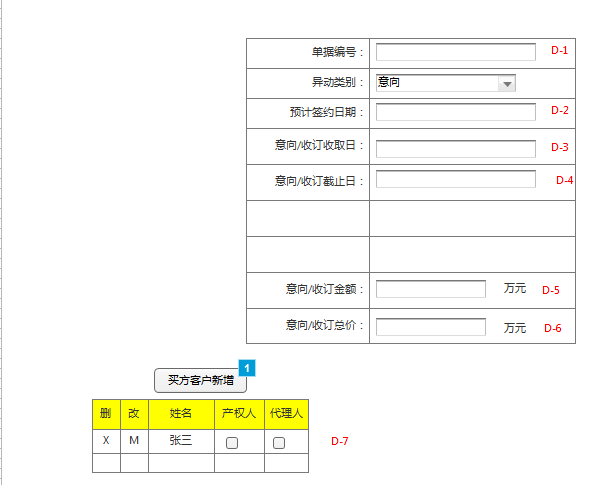 单据编号： D-1
异动类别： 意向
预计签约日期： D-2
意向/收订收取日： D-3
意向/收订截止日： D-4
意向/收订金额： 万元 D-5
意向/收订总价： 万元 D-6
买方客户新增 1
删 改 姓名 产权人 代理人
X M 张三 D-7